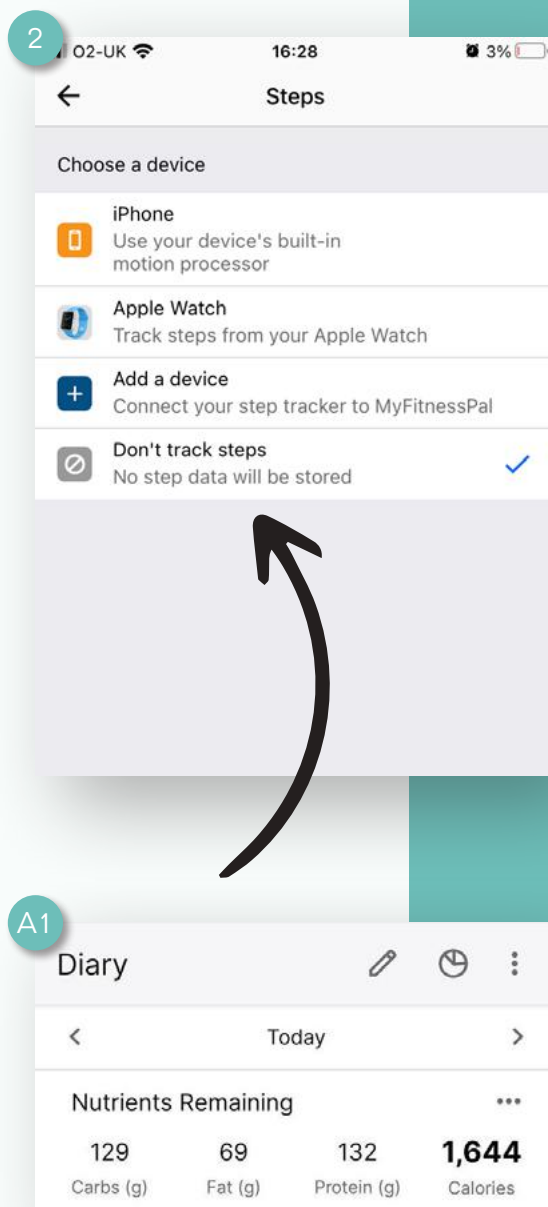 2
O2-UK 16:28 3%
Steps
Choose a device
iPhone
Use your device's built-in
motion processor
Apple Watch
Track steps from your Apple Watch
Add a device
Connect your step tracker to MyFitnessPal
Don't track steps
No step data will be stored
A1
Diary
Today
Nutrients Remaining
129 69 132 1,644
Carbs (g) Fat (g) Protein (g) Calories